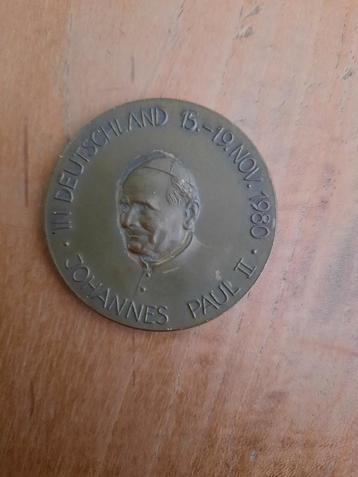 IN DEUTSCHLAND 15.-19. NOV. 1980
· JOHANNES PAUL II ·